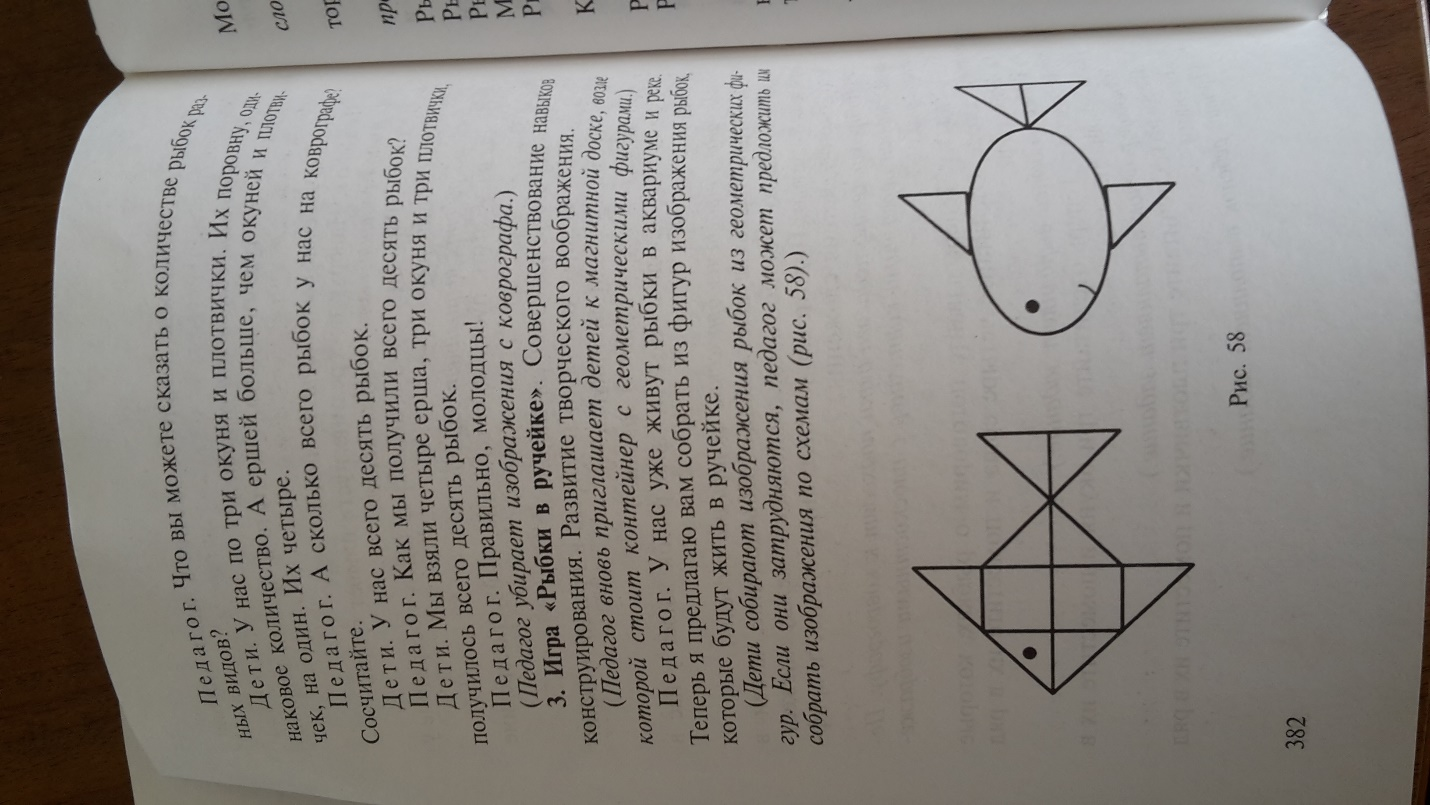 Педагог. Что вы можете сказать о количестве рыбок раз-
ных видов?
Дети. У нас по три окуня и плотвички. Их поровну, оди-
наковое количество. А ершей больше, чем окуней и плотви-
чек, на один. Их четыре.
Педагог. А сколько всего рыбок у нас на коврографе?
Сосчитайте.
Дети. У нас всего десять рыбок.
Педагог. Как мы получили всего десять рыбок?
Дети. Мы взяли четыре ерша, три окуня и три плотвички,
получилось всего десять рыбок.
Педагог. Правильно, молодцы!
(Педагог убирает изображения с коврографа.)
3. Игра «Рыбки в ручейке». Совершенствование навыков
конструирования. Развитие творческого воображения.
(Педагог вновь приглашает детей к магнитной доске, возле
которой стоит контейнер с геометрическими фигурами.)
Педагог. У нас уже живут рыбки в аквариуме и реке.
Теперь я предлагаю вам собрать из фигур изображения рыбок,
которые будут жить в ручейке.
(Дети собирают изображения рыбок из геометрических фи-
гур. Если они затрудняются, педагог может предложить им
собрать изображения по схемам (рис. 58).)
Рис. 58
382